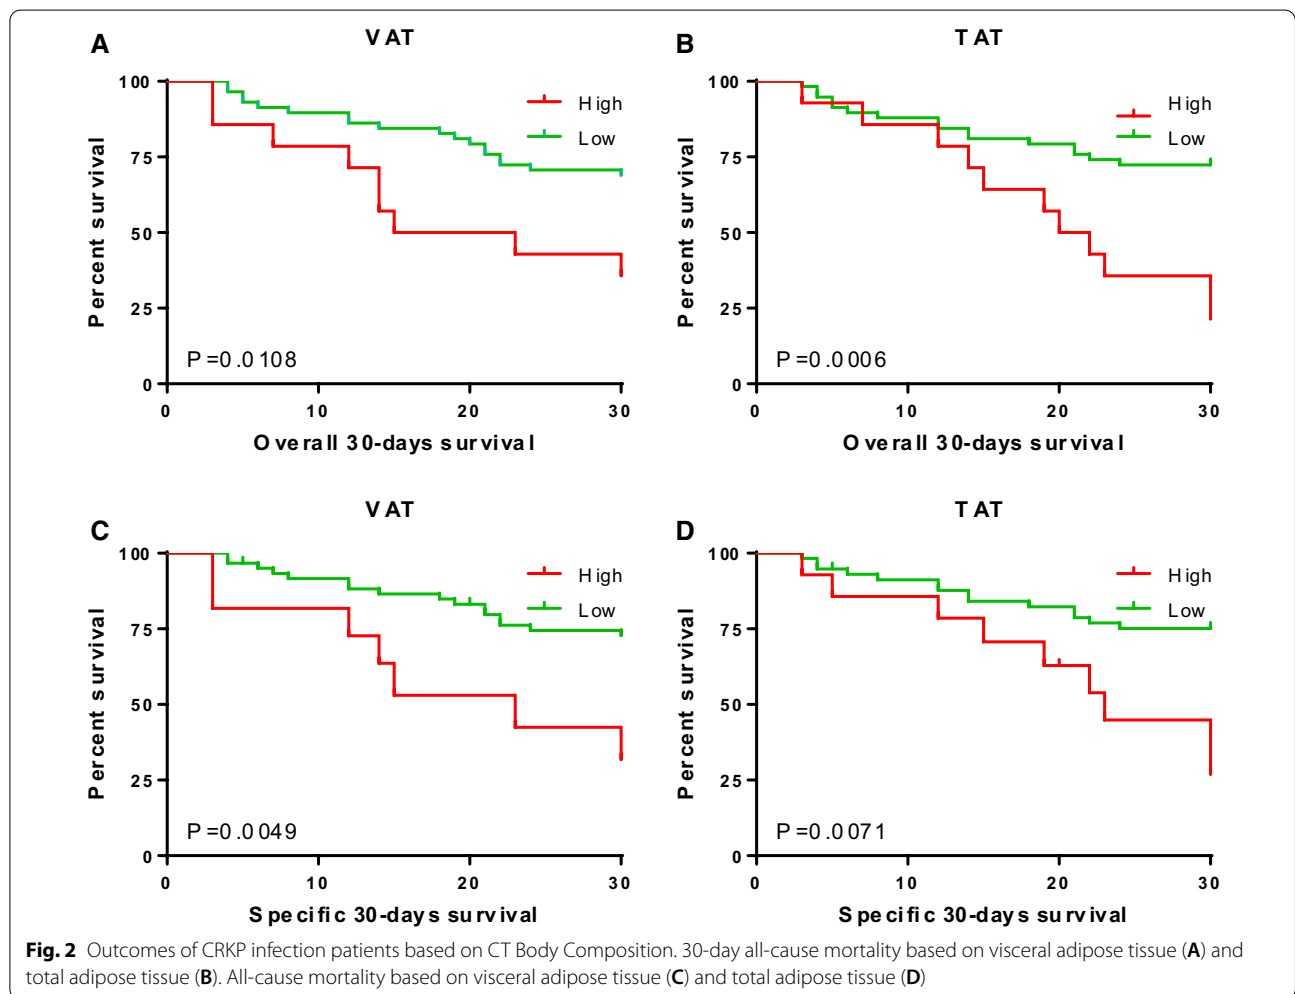 A
VAT
100
75
50
25
0
Percent survival
High
Low
P=0.0108
0 10 20 30
Overall 30-days survival
B
TAT
100
75
50
25
0
Percent survival
High
Low
P=0.0006
0 10 20 30
Overall 30-days survival
C
VAT
100
75
50
25
0
Percent survival
High
Low
P=0.0049
0 10 20 30
Specific 30-days survival
D
TAT
100
75
50
25
0
Percent survival
High
Low
P=0.0071
0 10 20 30
Specific 30-days survival
Fig. 2 Outcomes of CRKP infection patients based on CT Body Composition. 30-day all-cause mortality based on visceral adipose tissue (A) and
total adipose tissue (B). All-cause mortality based on visceral adipose tissue (C) and total adipose tissue (D)